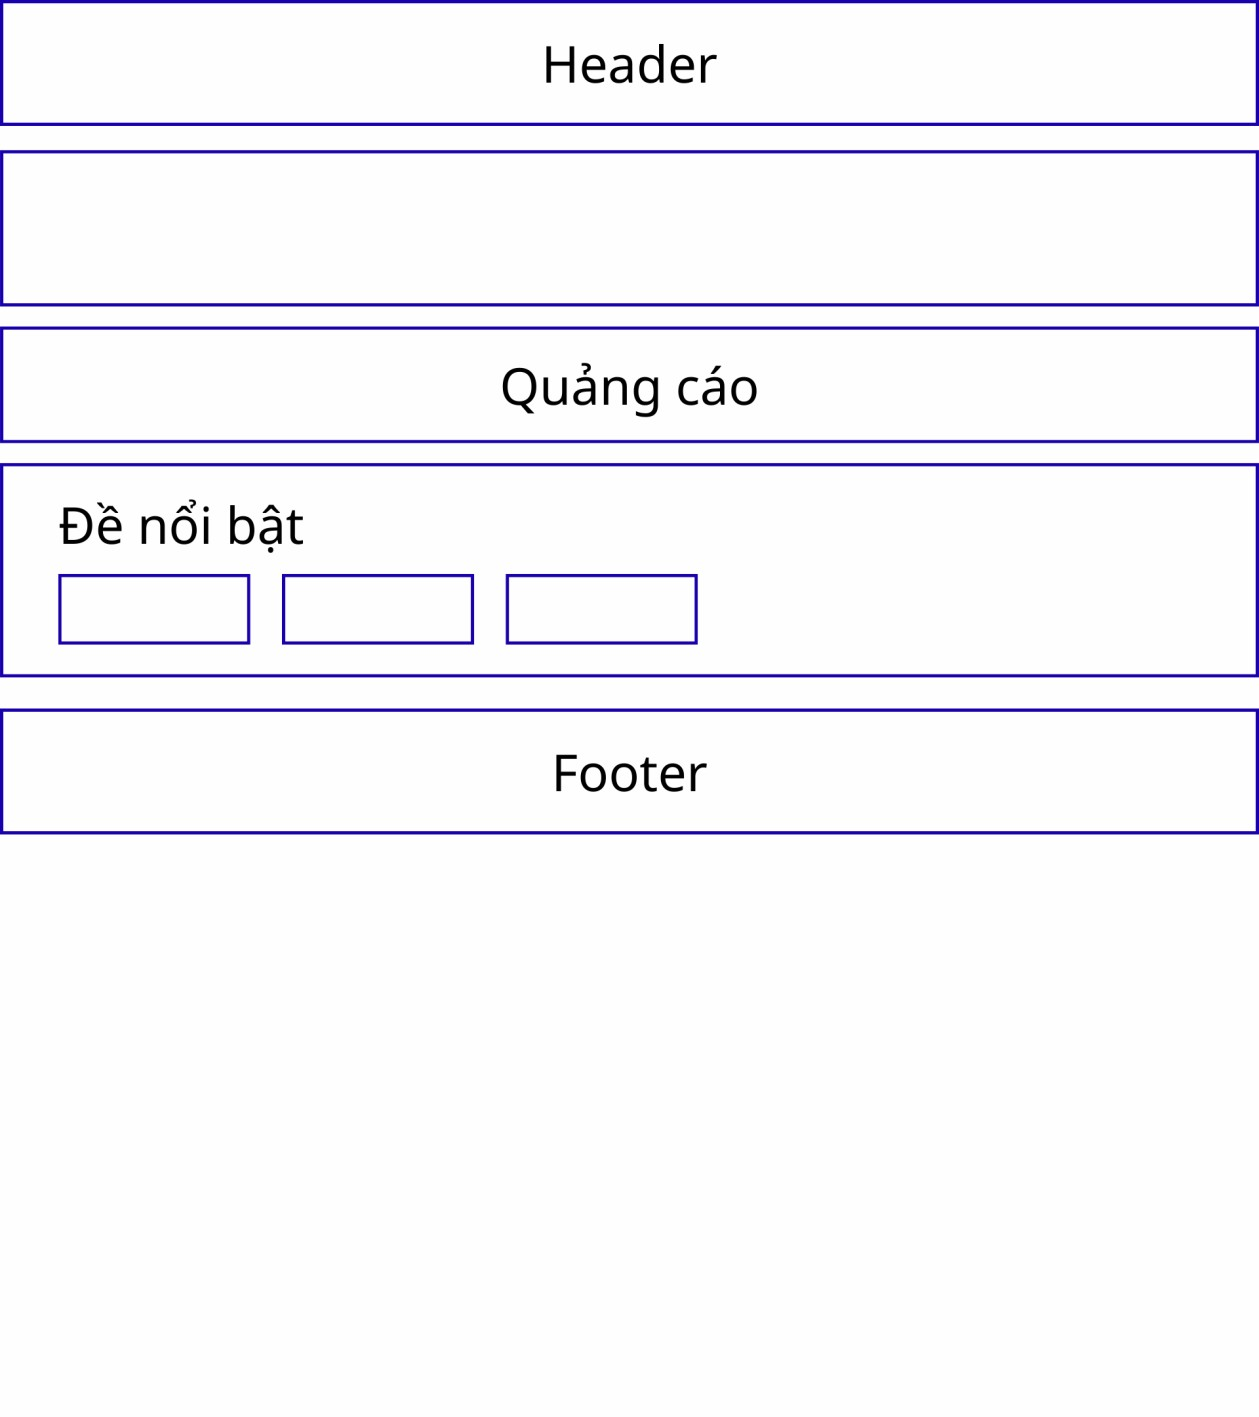 Header
Quảng cáo
Đề nổi bật
Footer